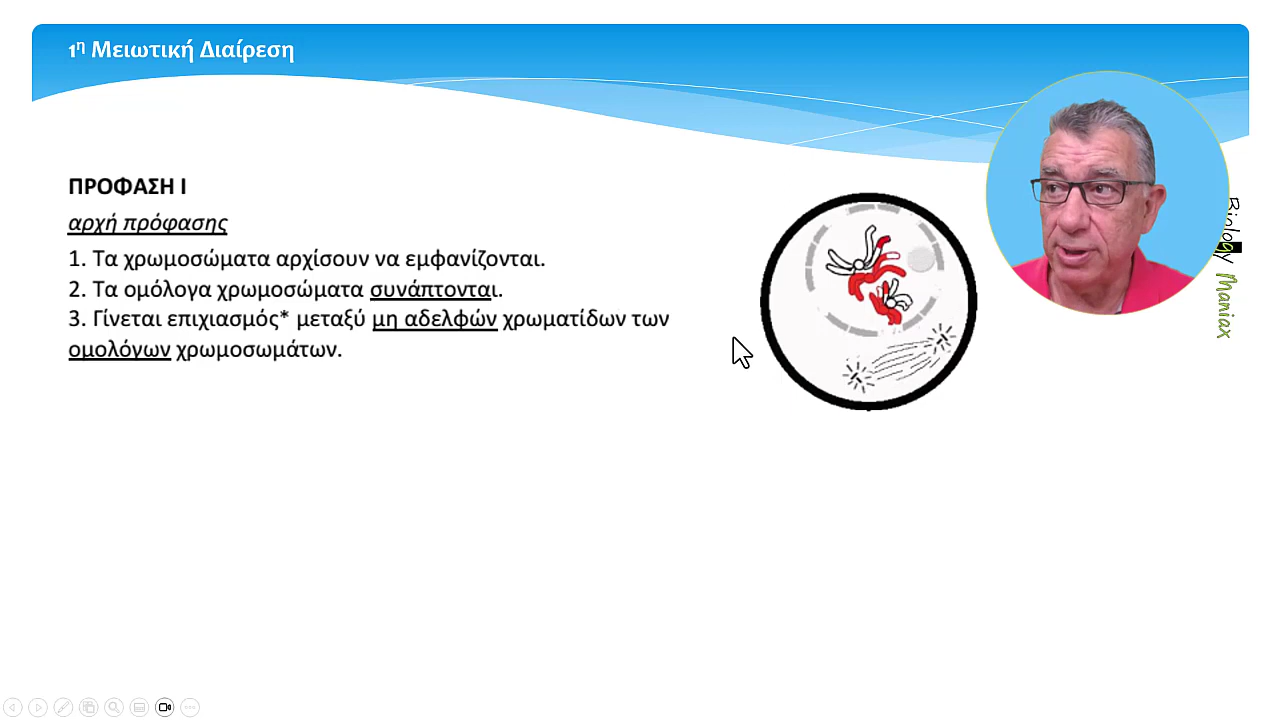 1η Μειωτική Διαίρεση
ΠΡΟΦΑΣΗ Ι
αρχή πρόφασης
1. Τα χρωμοσώματα αρχίσουν να εμφανίζονται.
2. Τα ομόλογα χρωμοσώματα συνάπτονται.
3. Γίνεται επιχιασμός* μεταξύ μη αδελφών χρωματίδων των
ομολόγων χρωμοσωμάτων.
Biology Maniax